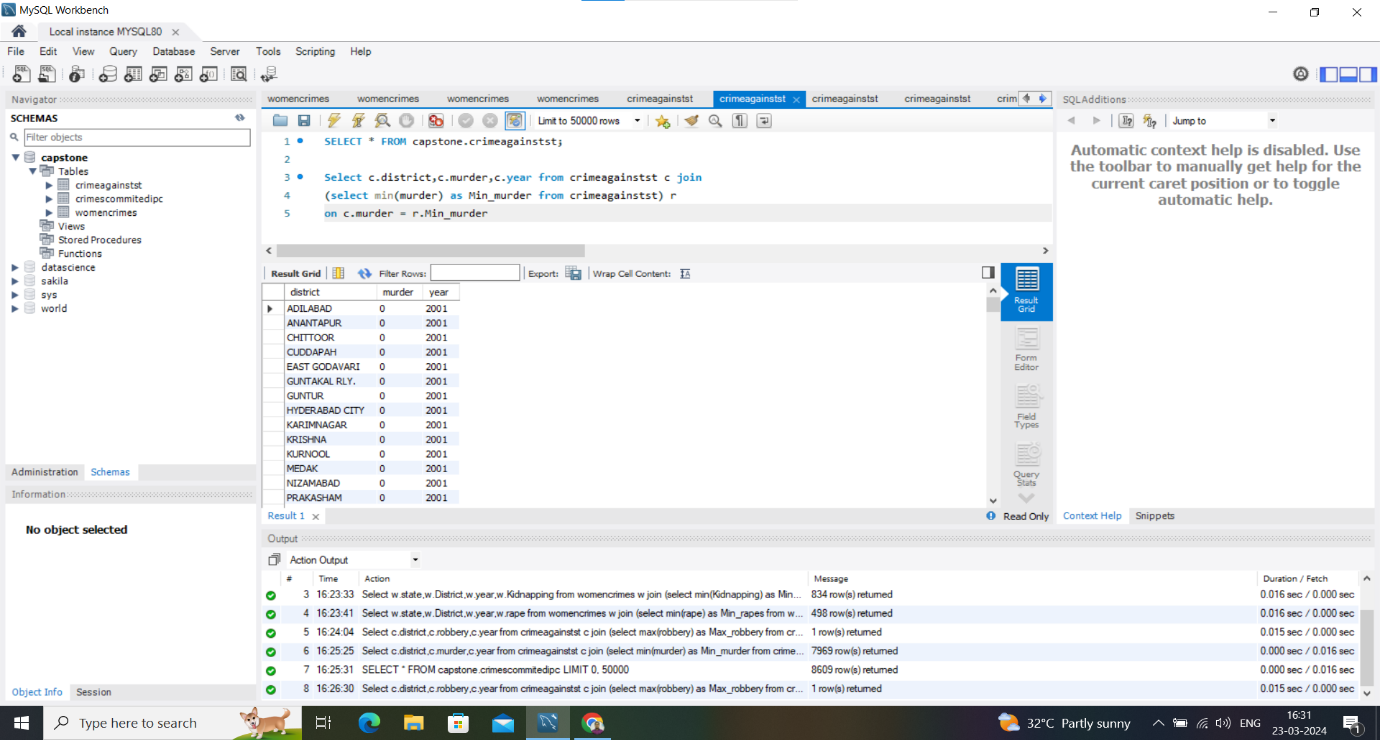 MySQL Workbench
Local instance MYSQL80
File Edit View Query Database Server Tools Scripting Help
Navigator
SCHEMAS
Filter objects
capstone
Tables
crimeagainstst
crimescommitedipc
womencrimes
Views
Stored Procedures
Functions
datascience
sakila
sys
world
Administration Schemas
Information
No object selected
Object Info Session
womencrimes womencrimes womencrimes womencrimes crimeagainstst crimeagainstst crimeagainstst crimeagainstst crim
Limit to 50000 rows
1 SELECT * FROM capstone.crimeagainstst;
2
3 Select c.district,c.murder,c.year from crimeagainstst c join
4 (select min(murder) as Min_murder from crimeagainstst) r
5 on c.murder = r.Min_murder
Result Grid Filter Rows: Export: Wrap Cell Content:
district murder year
ADILABAD 0 2001
ANANTAPUR 0 2001
CHITTOOR 0 2001
CUDDAPAH 0 2001
EAST GODAVARI 0 2001
GUNTAKAL RLY. 0 2001
GUNTUR 0 2001
HYDERABAD CITY 0 2001
KARIMNAGAR 0 2001
KRISHNA 0 2001
KURNOOL 0 2001
MEDAK 0 2001
NIZAMABAD 0 2001
PRAKASHAM 0 2001
Result
Grid
Form
Editor
Field
Types
Query
Stats
Result 1
Read Only
SQLAdditions
Jump to
Automatic context help is disabled. Use
the toolbar to manually get help for the
current caret position or to toggle
automatic help.
Context Help Snippets
Output
Action Output
# Time Action Message Duration / Fetch
3 16:23:33 Select w.state,w.District,w.year,w.Kidnapping from womencrimes w join (select min(Kidnapping) as Min... 834 row(s) returned 0.016 sec / 0.000 sec
4 16:23:41 Select w.state,w.District,w.year,w.rape from womencrimes w join (select min(rape) as Min_rapes from w... 498 row(s) returned 0.016 sec / 0.000 sec
5 16:24:04 Select c.district,c.robbery,c.year from crimeagainstst c join (select max(robbery) as Max_robbery from cr... 1 row(s) returned 0.015 sec / 0.000 sec
6 16:25:25 Select c.district,c.murder,c.year from crimeagainstst c join (select min(murder) as Min_murder from crime... 7969 row(s) returned 0.000 sec / 0.016 sec
7 16:25:31 SELECT * FROM capstone.crimescommitedipc LIMIT 0, 50000 8609 row(s) returned 0.000 sec / 0.016 sec
8 16:26:30 Select c.district,c.robbery,c.year from crimeagainstst c join (select max(robbery) as Max_robbery from cr... 1 row(s) returned 0.015 sec / 0.000 sec
Type here to search
32°C Partly sunny
ENG
16:31
23-03-2024
1